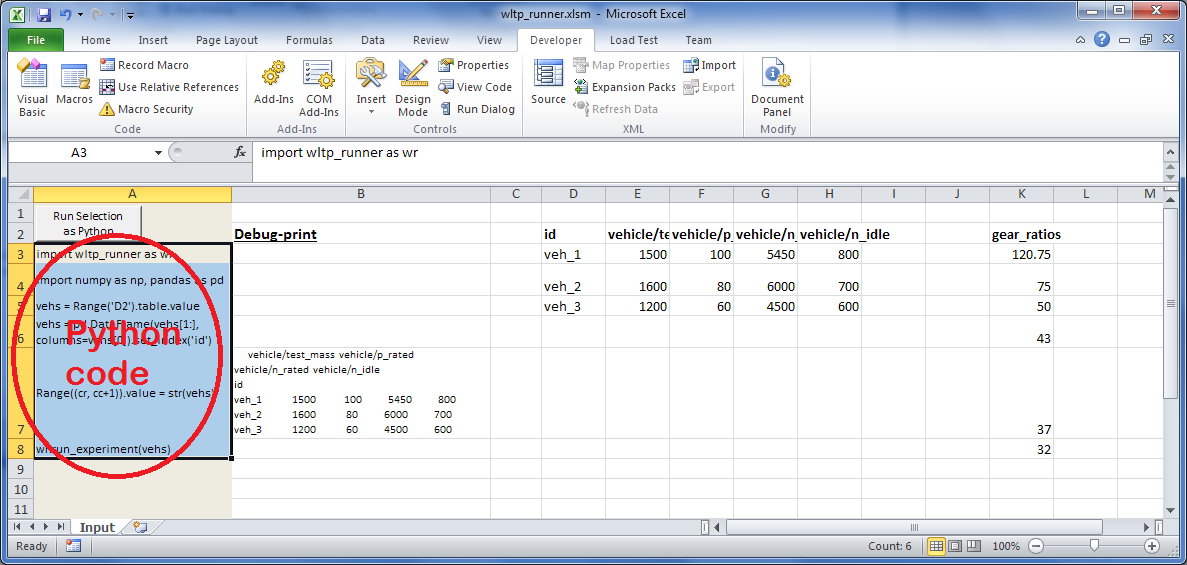 wltp_runner.xlsm - Microsoft Excel
File Home Insert Page Layout Formulas Data Review View Developer Load Test Team
Visual Basic
Macros
Record Macro
Use Relative References
Macro Security
Code
Add-Ins
COM Add-Ins
Add-Ins
Insert
Design Mode
Properties
View Code
Run Dialog
Controls
Source
Map Properties
Expansion Packs
Refresh Data
Import
Export
XML
Document Panel
Modify
A3 fx import wltp_runner as wr
A B C D E F G H I J K L M
1 Run Selection
as Python
2 Debug-print id vehicle/te vehicle/p_ vehicle/n_ vehicle/n_idle gear_ratios
3 import wltp_runner as wr veh_1 1500 100 5450 800 120.75
4 import numpy as np, pandas as pd veh_2 1600 80 6000 700 75
5 vehs = Range('D2').table.value veh_3 1200 60 4500 600 50
vehs = pd.DataFrame(vehs[1:],
6 columns=vehs[0]).set_index('id') 43
Python
code
vehicle/test_mass vehicle/p_rated
vehicle/n_rated vehicle/n_idle
id
Range((cr, cc+1)).value = str(vehs)
veh_1 1500 100 5450 800
veh_2 1600 80 6000 700
veh_3 1200 60 4500 600
7 37
8 wr.run_experiment(vehs) 32
9
10
11
Input
Ready Count: 6 100%